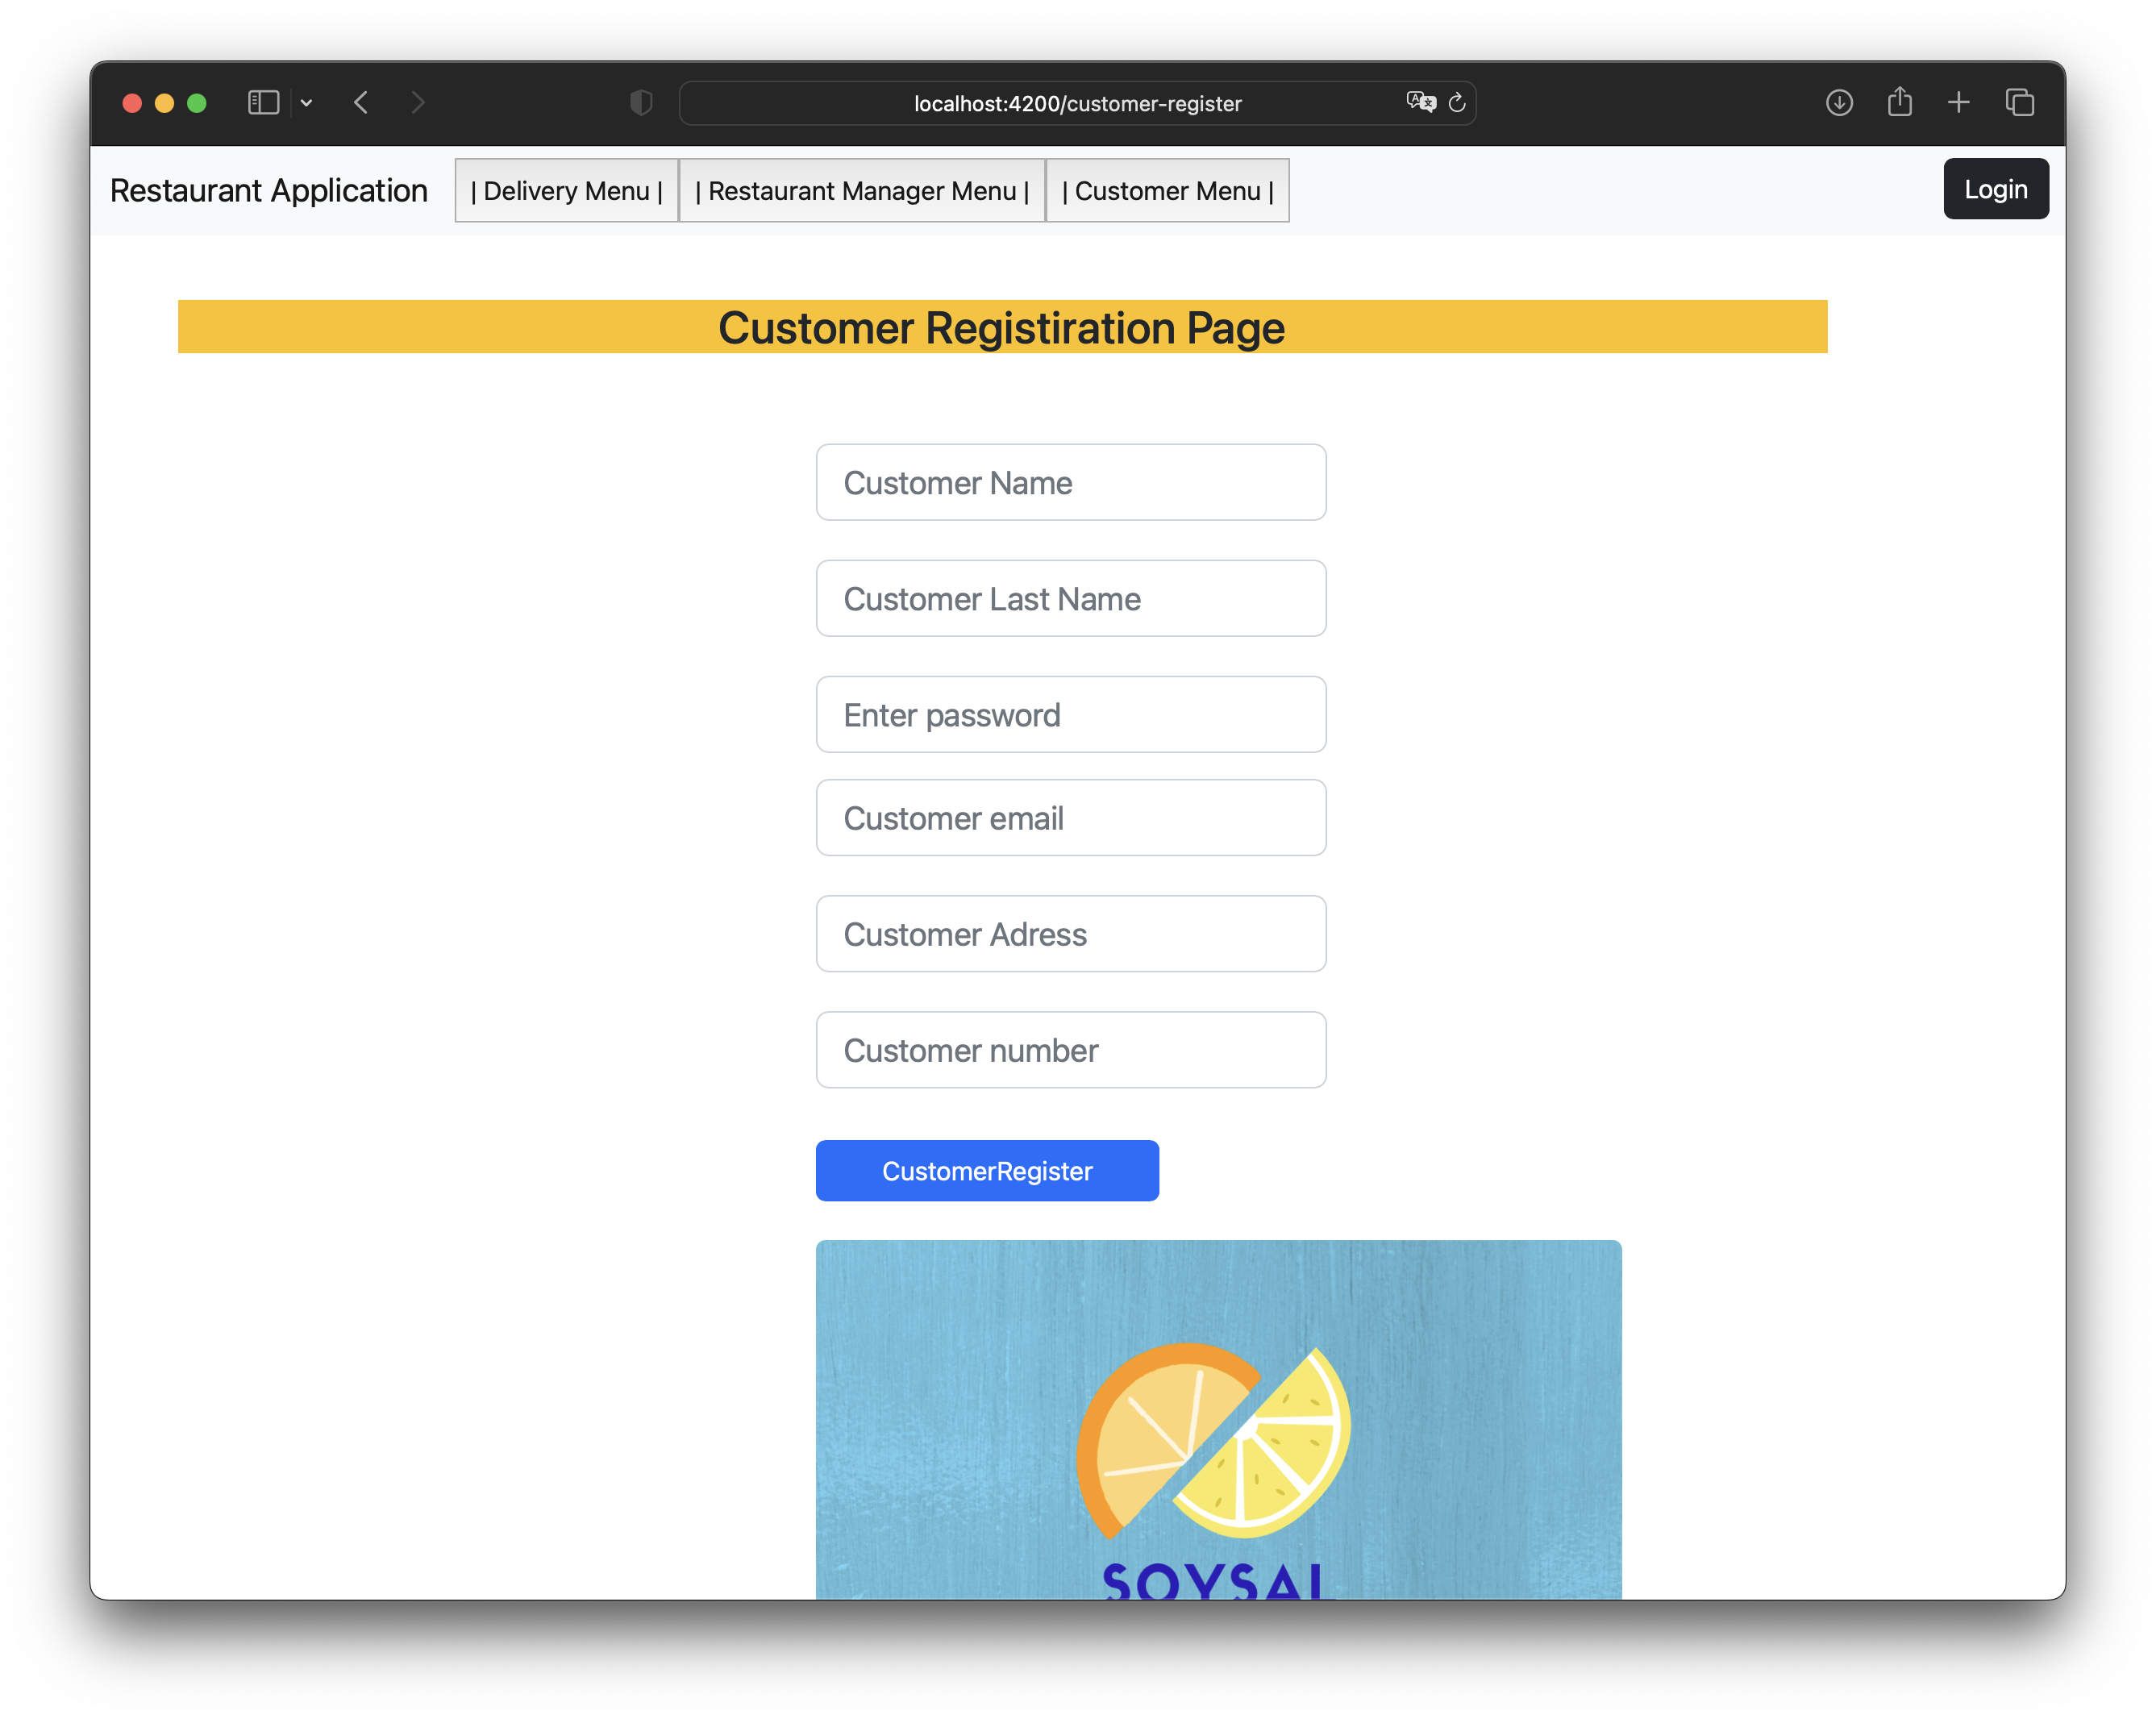 localhost:4200/customer-register
Restaurant Application
| Delivery Menu |
| Restaurant Manager Menu |
| Customer Menu |
Login
Customer Registiration Page
Customer Name
Customer Last Name
Enter password
Customer email
Customer Adress
Customer number
CustomerRegister
SOYSAL